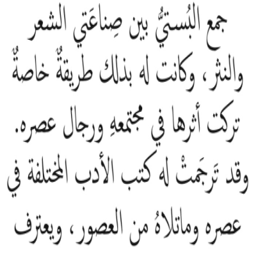 جمع البُستيُّ بين صِناعَتي الشعر
والنثر، وكانت له بذلك طريقةٌ خاصةٌ
تركت أثرها في مجتمعهِ ورجال عصره.
وقد تَرجَمتْ له كتب الأدب المختلفة في
عصره وماتلاهُ من العصور، ويعترف